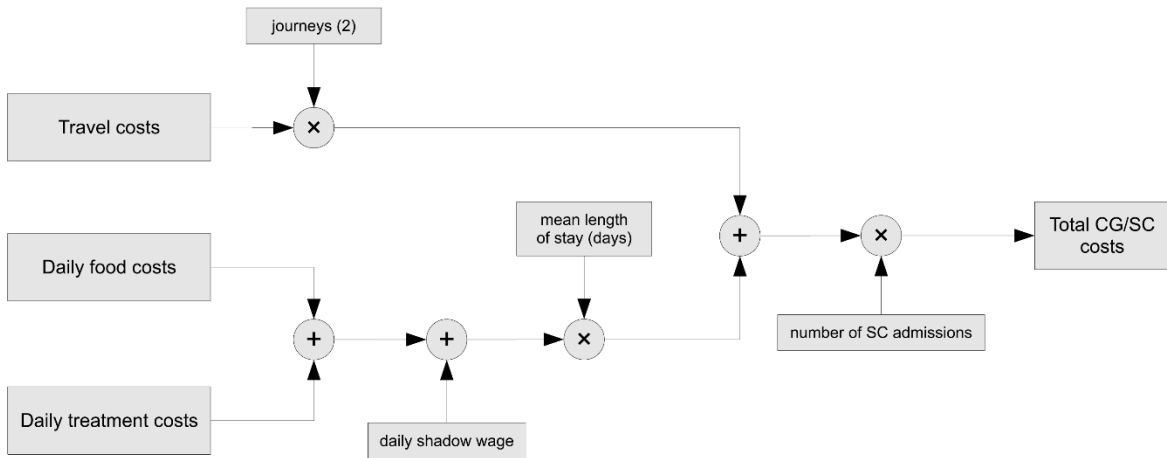 journeys (2)
Travel costs
×
mean length
of stay (days)
Total CG/SC
costs
+
×
Daily food costs
number of SC admissions
+
+
×
Daily treatment costs
daily shadow wage